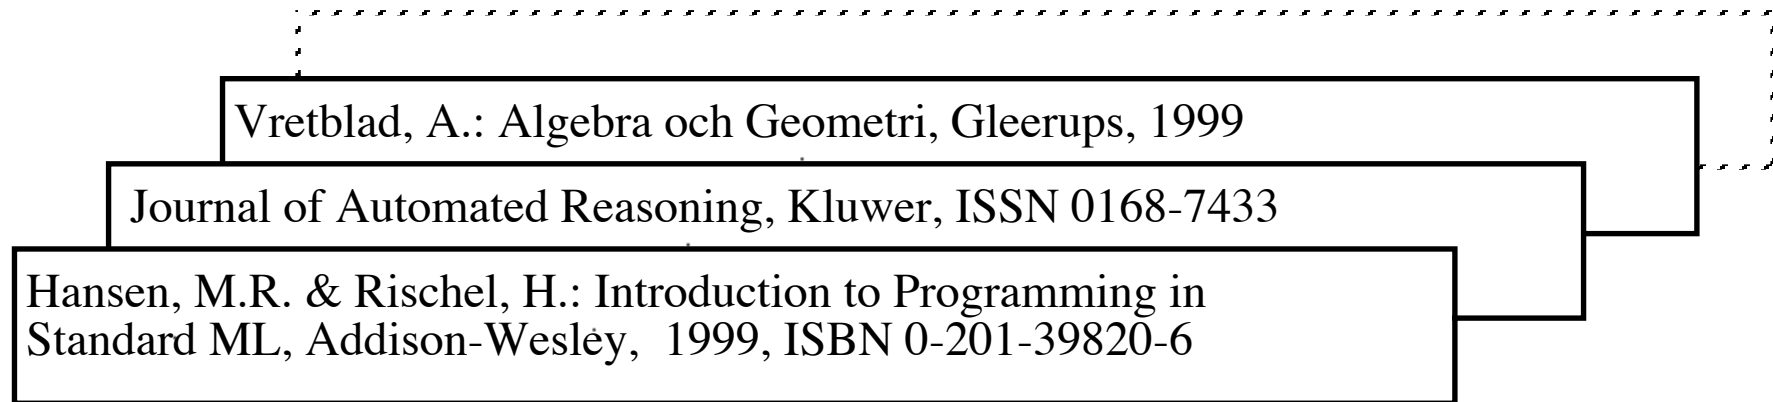 Vretblad, A.: Algebra och Geometri, Gleerups, 1999
Journal of Automated Reasoning, Kluwer, ISSN 0168-7433
Hansen, M.R. & Rischel, H.: Introduction to Programming in
Standard ML, Addison-Wesley,  1999, ISBN 0-201-39820-6